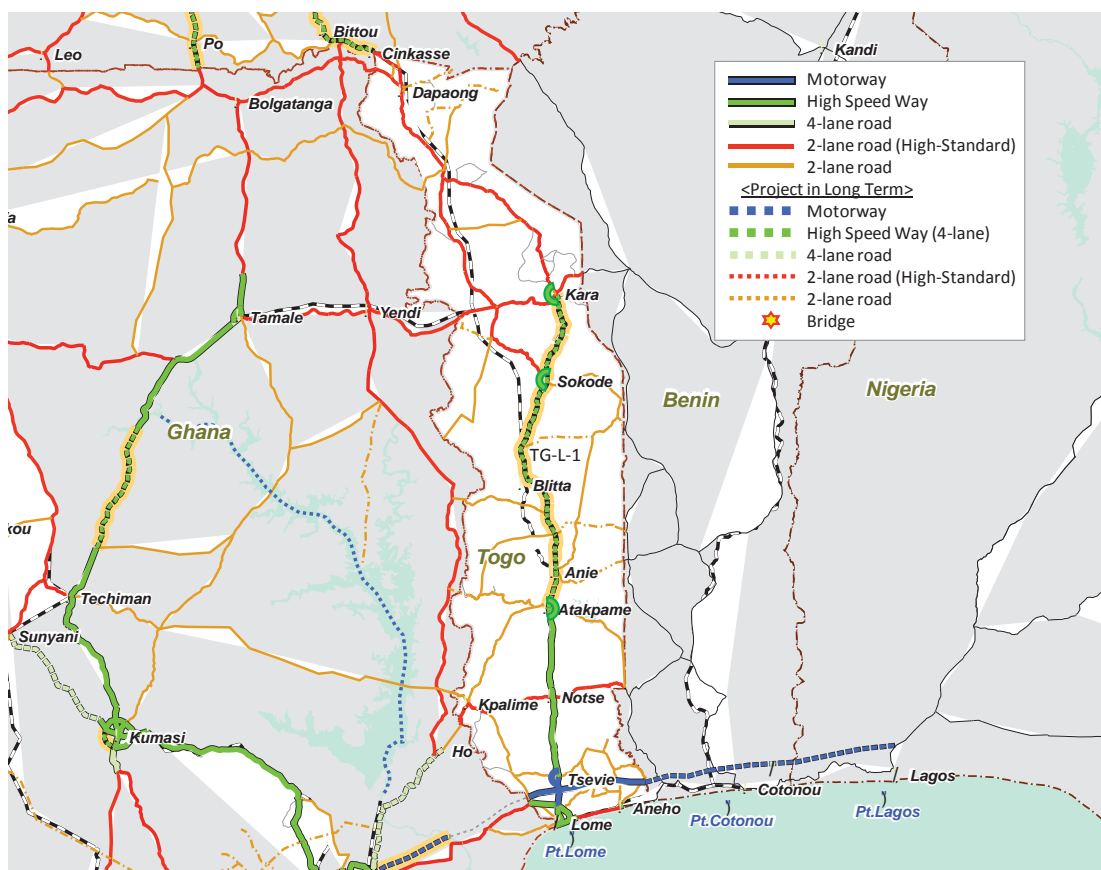 Leo
Po
Bittou
Cinkasse
Kandi
Dapaong
Bolgatanga
Motorway
High Speed Way
4-lane road
2-lane road (High-Standard)
2-lane road
<Project in Long Term>
Motorway
High Speed Way (4-lane)
4-lane road
2-lane road (High-Standard)
2-lane road
Bridge
Kara
Tamale
Yendi
Sokode
Benin
Nigeria
Ghana
TG-L-1
Blitta
kou
Togo
Anie
Techiman
Atakpame
Sunyani
Kpalime
Notse
Kumasi
Ho
Tsevie
Lagos
Cotonou
Aneho
Lome
Pt.Cotonou
Pt.Lagos
Pt.Lome